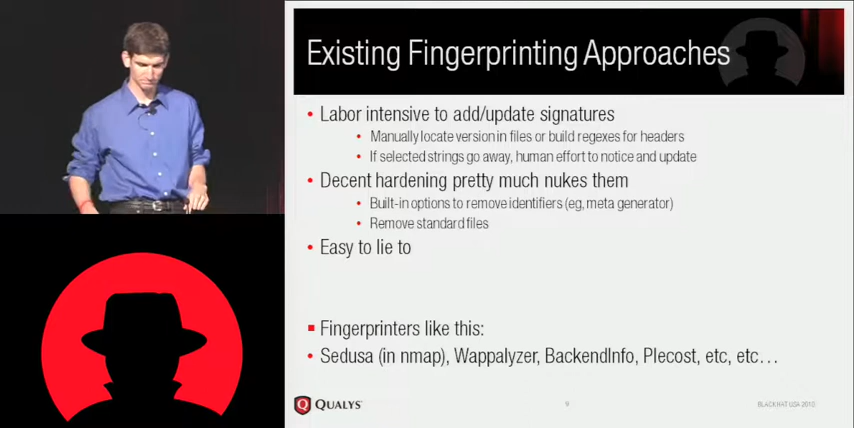 Existing Fingerprinting Approaches
• Labor intensive to add/update signatures
• Manually locate version in files or build regexes for headers
• If selected strings go away, human effort to notice and update
• Decent hardening pretty much nukes them
• Built-in options to remove identifiers (eg, meta generator)
• Remove standard files
• Easy to lie to
▪ Fingerprinters like this:
• Sedusa (in nmap), Wappalyzer, BackendInfo, Plecost, etc, etc…
QUALYS
9
BLACKHAT USA 2010